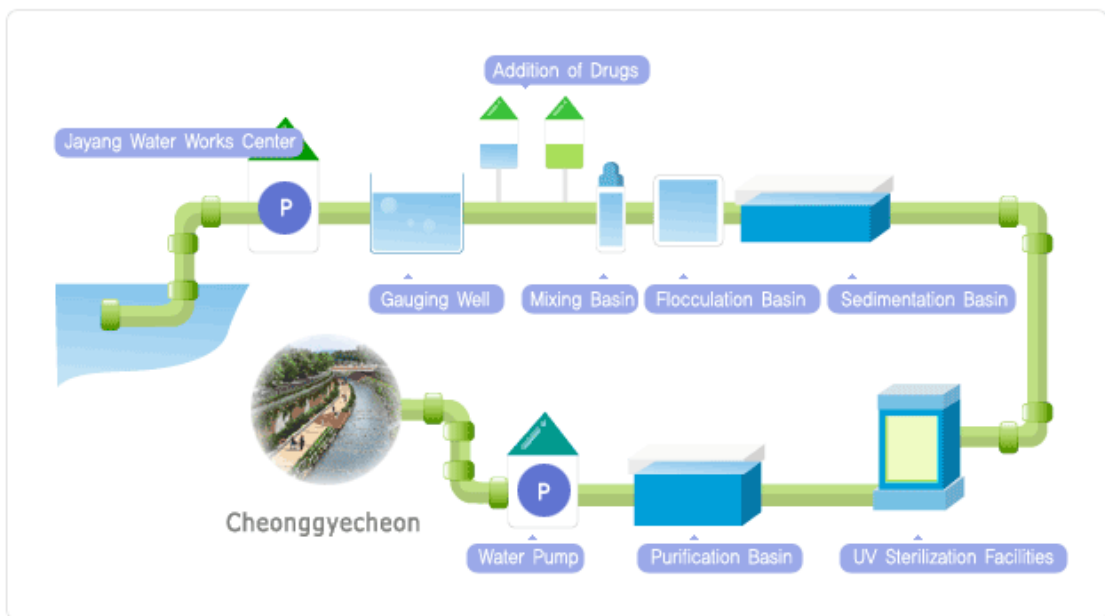 Addition of Drugs
Jayang Water Works Center
P
Gauging Well
Mixing Basin
Flocculation Basin
Sedimentation Basin
P
Cheonggyecheon
Water Pump
Purification Basin
UV Sterilization Facilities